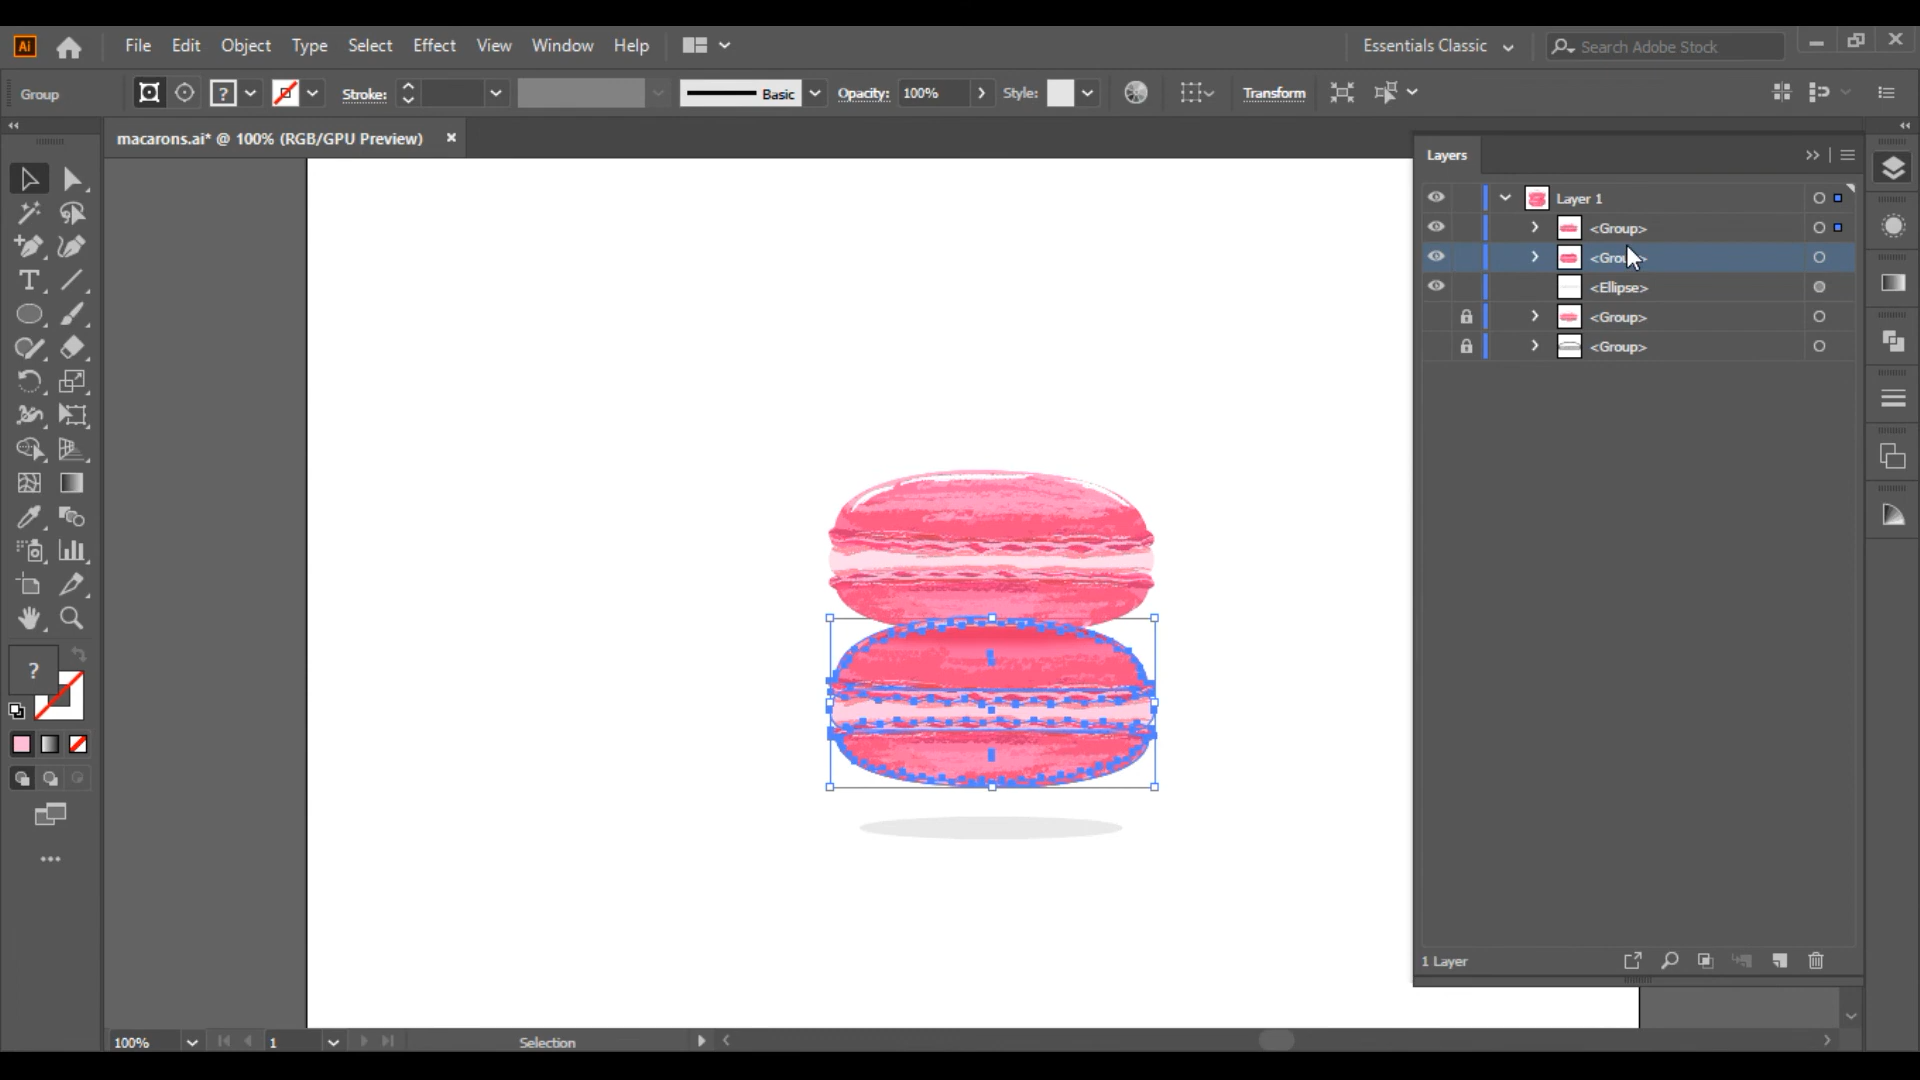 Ai File Edit Object Type Select Effect View Window Help Essentials Classic Search Adobe Stock
Group ? Stroke: Basic Opacity: 100% Style: Transform
macarons.ai* @ 100% (RGB/GPU Preview)
Layers
Layer 1
<Group>
<Group>
<Ellipse>
<Group>
<Group>
?
1 Layer
100% 1 Selection